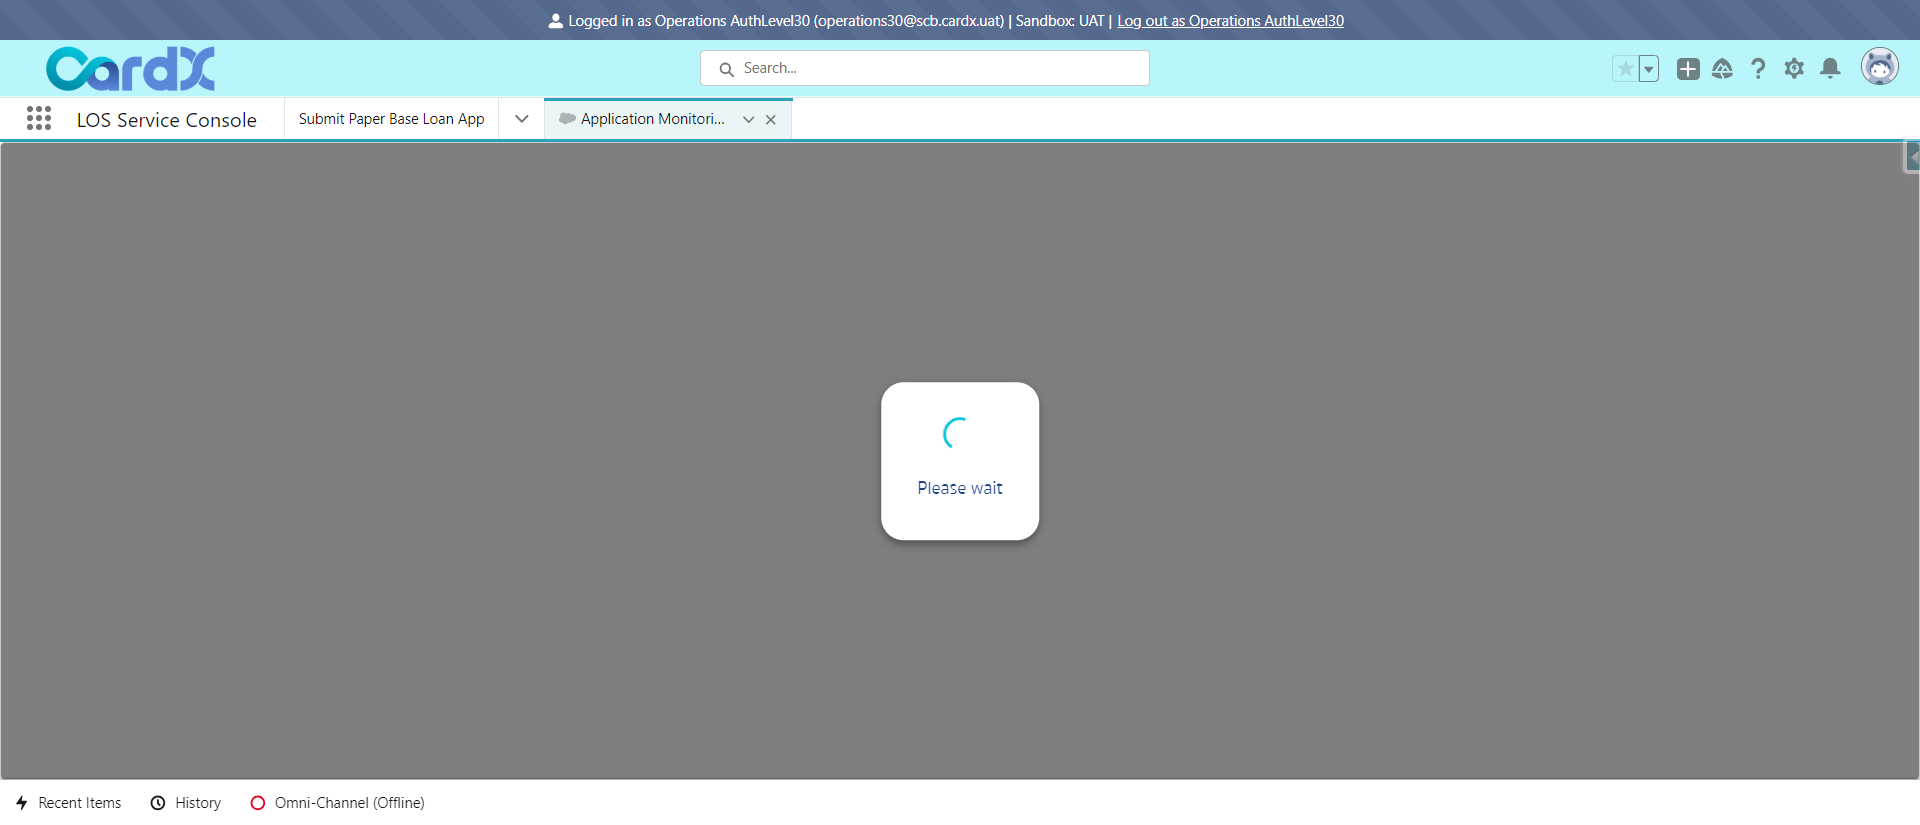 Logged in as Operations AuthLevel30 (operations30@scb.cardx.uat) | Sandbox: UAT | Log out as Operations AuthLevel30
CardX
Search...
LOS Service Console
Submit Paper Base Loan App
Application Monitori...
Please wait
Recent Items
History
Omni-Channel (Offline)